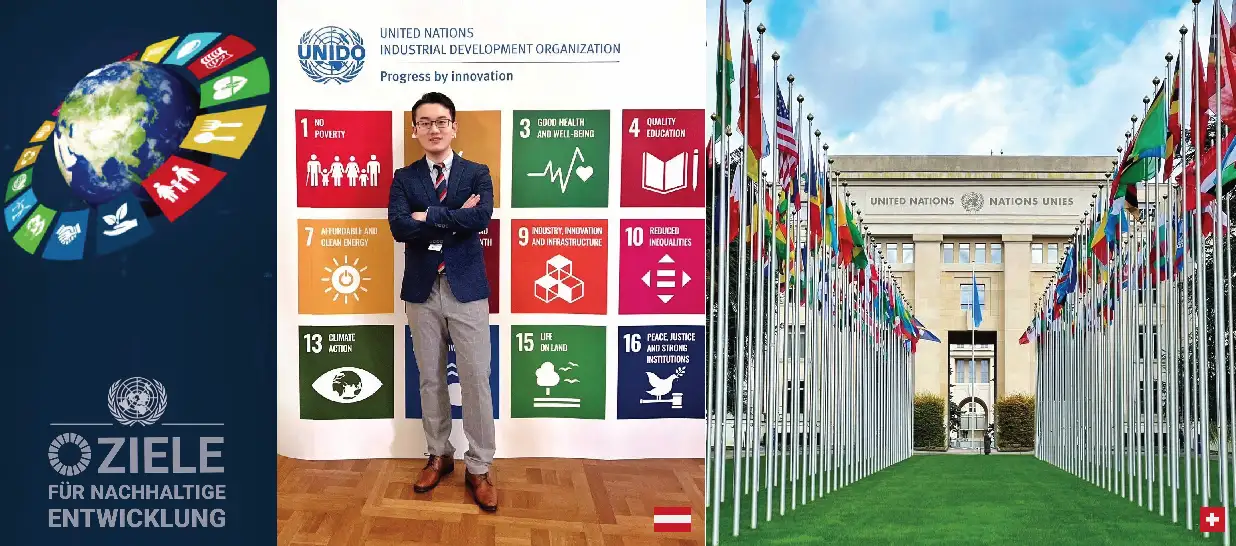 ZIELE
FÜR NACHHALTIGE
ENTWICKLUNG
UNIDO
UNITED NATIONS
INDUSTRIAL DEVELOPMENT ORGANIZATION
Progress by innovation
1 NO
POVERTY
3 GOOD HEALTH
AND WELL-BEING
4 QUALITY
EDUCATION
7 AFFORDABLE AND
CLEAN ENERGY
9 INDUSTRY, INNOVATION
AND INFRASTRUCTURE
10 REDUCED
INEQUALITIES
13 CLIMATE
ACTION
15 LIFE
ON LAND
16 PEACE, JUSTICE
AND STRONG
INSTITUTIONS
UNITED NATIONS NATIONS UNIES